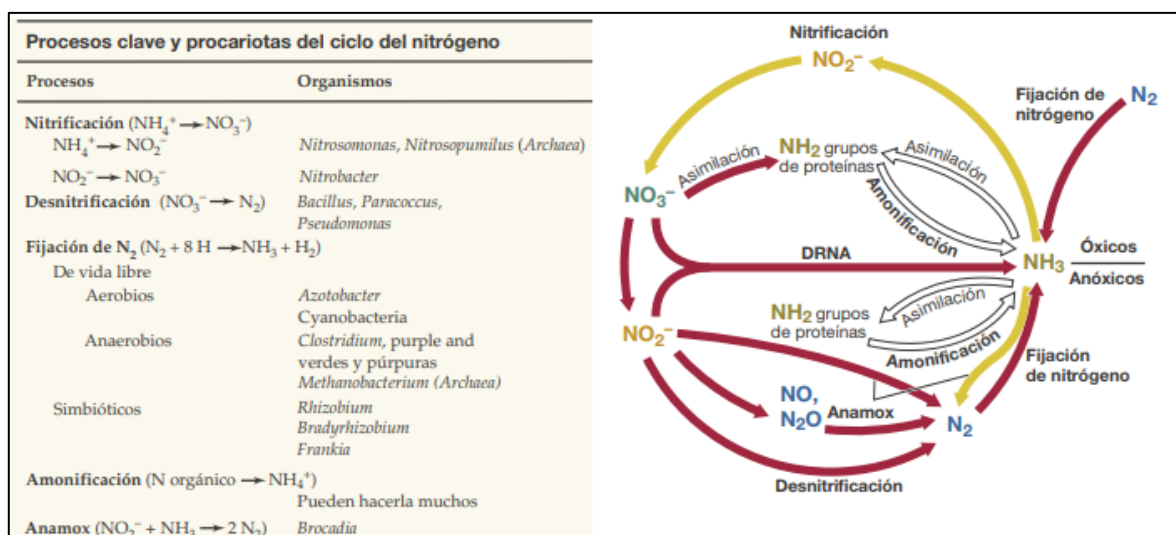 Procesos clave y procariotas del ciclo del nitrógeno
Procesos Organismos
Nitrificación (NH₄⁺ → NO₃⁻)
NH₄⁺ → NO₂⁻ Nitrosomonas, Nitrosopumilus (Archaea)
NO₂⁻ → NO₃⁻ Nitrobacter
Desnitrificación (NO₃⁻ → N₂) Bacillus, Paracoccus,
Pseudomonas
Fijación de N₂ (N₂ + 8 H → NH₃ + H₂)
De vida libre
Aerobios Azotobacter
Cyanobacteria
Anaerobios Clostridium, purple and
verdes y púrpuras
Methanobacterium (Archaea)
Simbióticos Rhizobium
Bradyrhizobium
Frankia
Amonificación (N orgánico → NH₄⁺)
Pueden hacerla muchos
Anamox (NO₂⁻ + NH₃ → 2 N₂) Brocadia
Nitrificación
NO₂⁻
N₂
Fijación de
nitrógeno
Asimilación
NH₂ grupos
de proteínas
Asimilación
Amonificación
NO₃⁻
DRNA
NH₃
Óxicos
Anóxicos
NO₂⁻
NH₂ grupos
de proteínas
Asimilación
Amonificación
Fijación
de nitrógeno
NO,
N₂O
Anamox
N₂
Desnitrificación